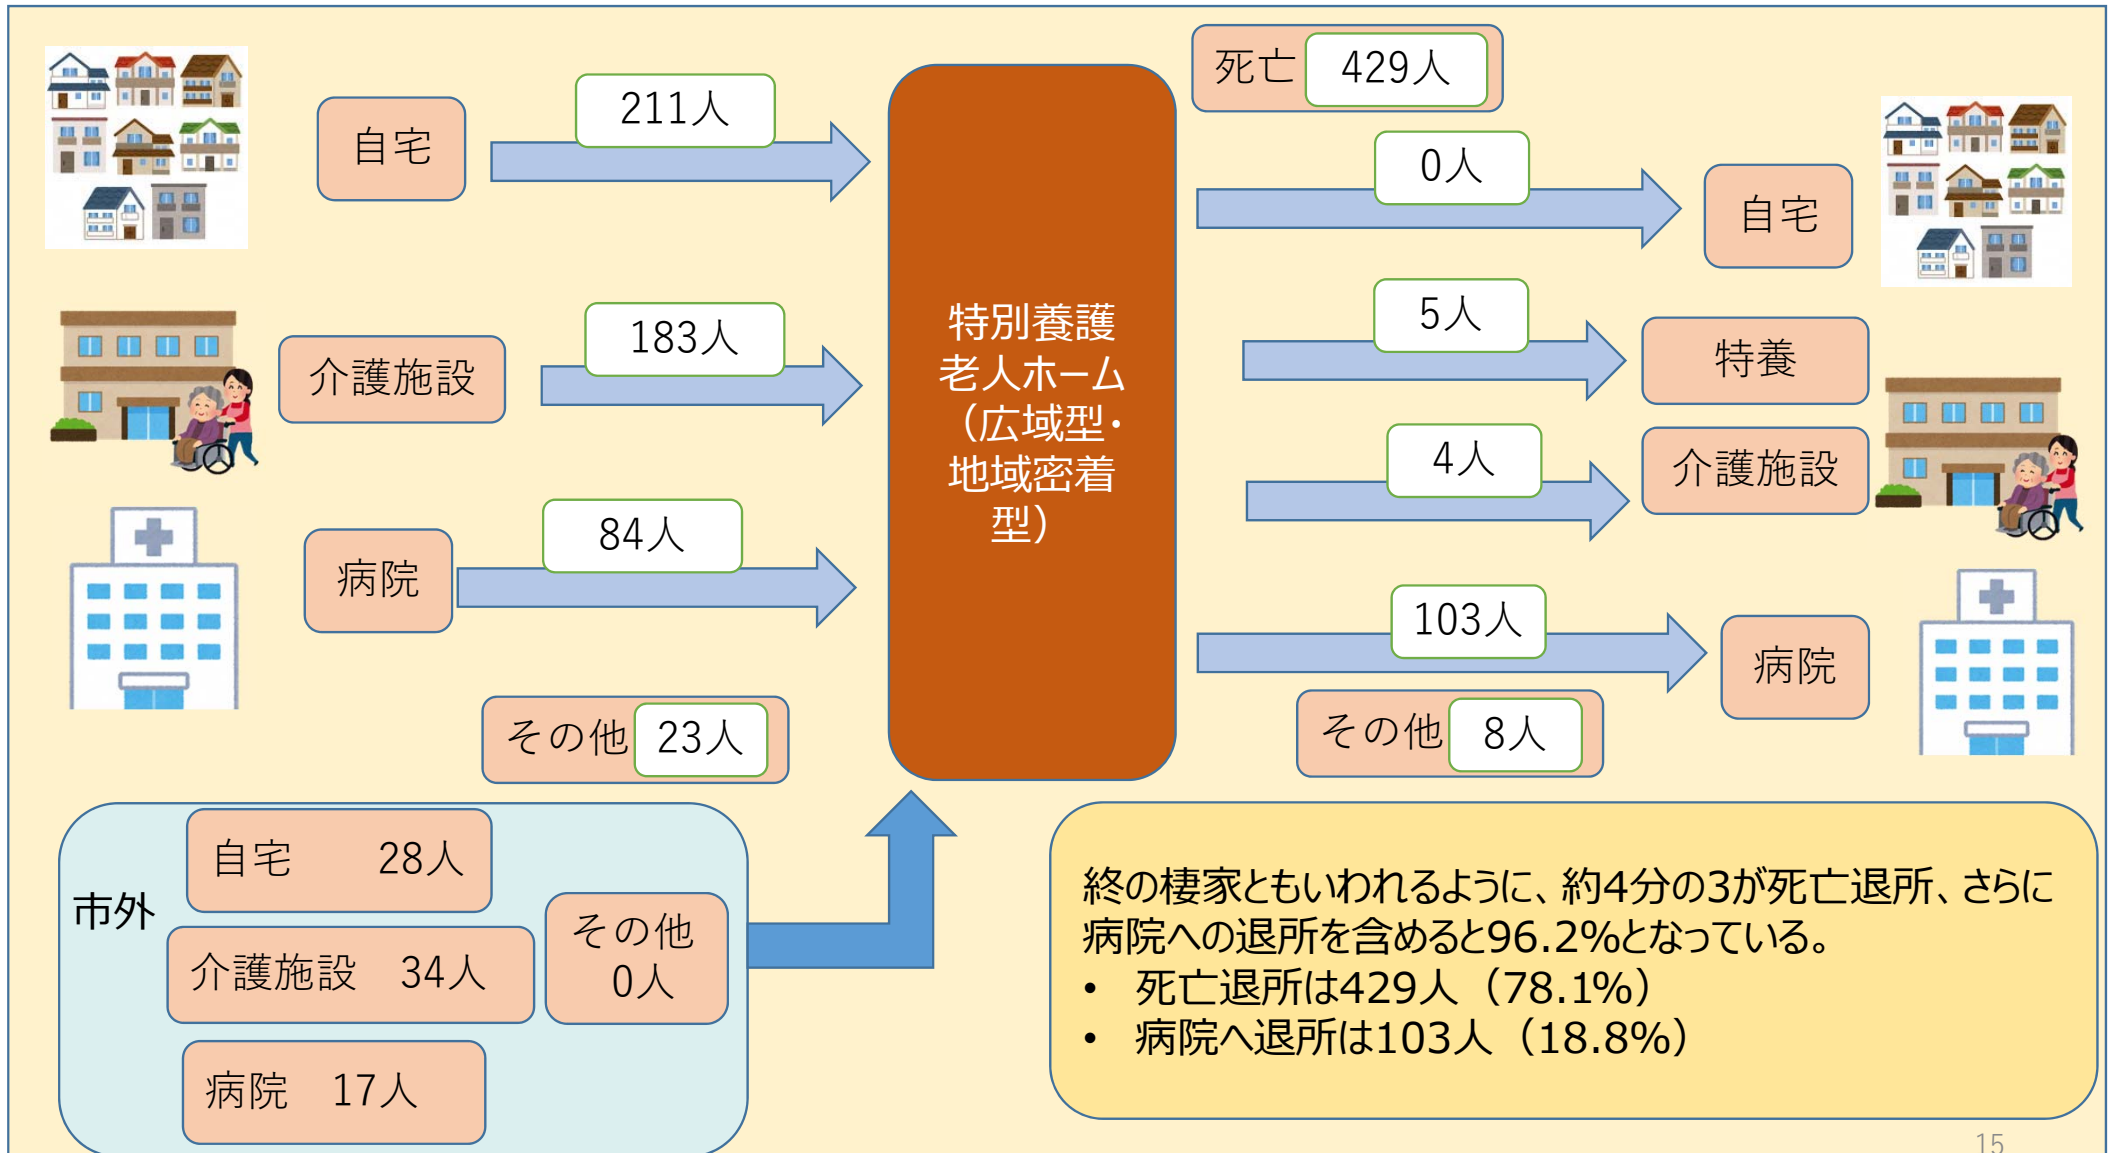 自宅
211人
介護施設
183人
病院
84人
その他 23人
特別養護
老人ホーム
（広域型・
地域密着
型）
死亡 429人
0人
自宅
5人
特養
4人
介護施設
103人
病院
その他 8人
市外
自宅 28人
介護施設 34人
病院 17人
その他
0人
終の棲家ともいわれるように、約4分の3が死亡退所、さらに
病院への退所を含めると96.2%となっている。
• 死亡退所は429人（78.1%）
• 病院へ退所は103人（18.8%）
15